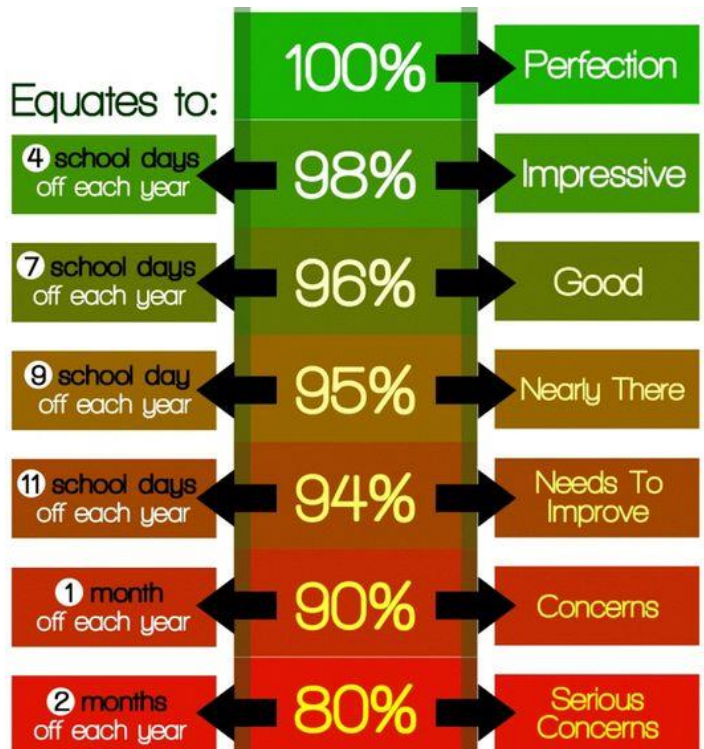 100%
Perfection
Equates to:
4 school days
off each year
98%
Impressive
7 school days
off each year
96%
Good
9 school day
off each year
95%
Nearly There
11 school days
off each year
94%
Needs To
Improve
1 month
off each year
90%
Concerns
2 months
off each year
80%
Serious
Concerns